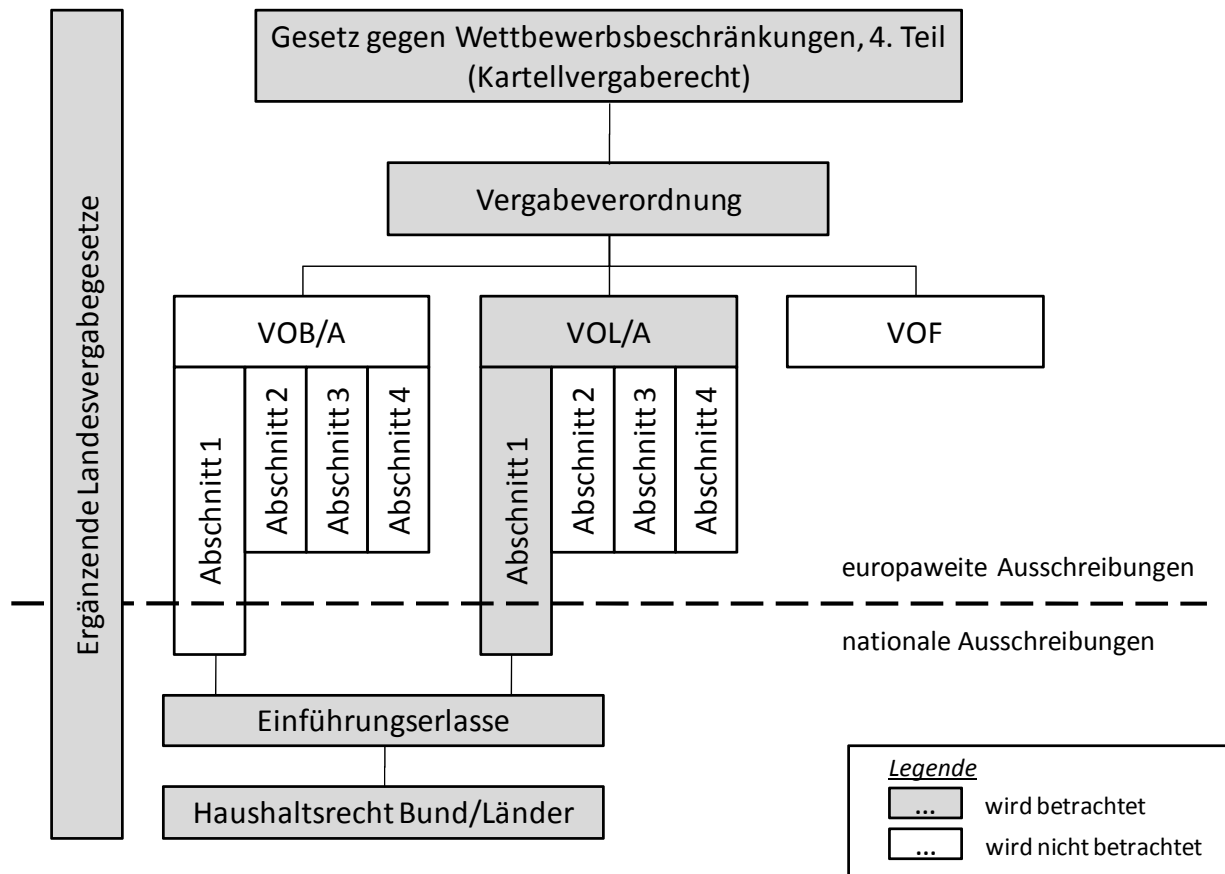 Gesetz gegen Wettbewerbsbeschränkungen, 4. Teil
(Kartellvergaberecht)
Ergänzende Landesvergabegesetze
Vergabeverordnung
VOB/A
VOL/A
VOF
Abschnitt 1
Abschnitt 2
Abschnitt 3
Abschnitt 4
Abschnitt 1
Abschnitt 2
Abschnitt 3
Abschnitt 4
europaweite Ausschreibungen
nationale Ausschreibungen
Einführungserlasse
Haushaltsrecht Bund/Länder
Legende
... wird betrachtet
... wird nicht betrachtet